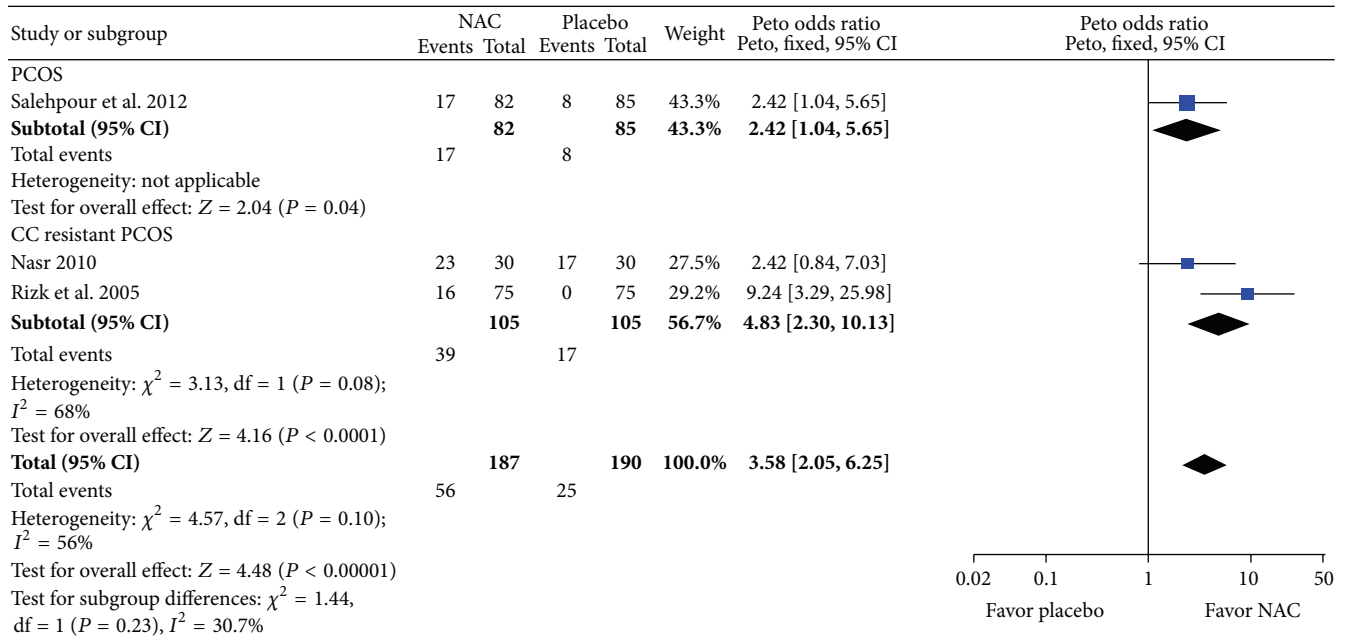 Study or subgroup NAC Placebo Weight Peto odds ratio Peto odds ratio
Events Total Events Total Peto, fixed, 95% CI Peto, fixed, 95% CI
PCOS
Salehpour et al. 2012 17 82 8 85 43.3% 2.42 [1.04, 5.65]
Subtotal (95% CI) 82 85 43.3% 2.42 [1.04, 5.65]
Total events 17 8
Heterogeneity: not applicable
Test for overall effect: Z = 2.04 (P = 0.04)
CC resistant PCOS
Nasr 2010 23 30 17 30 27.5% 2.42 [0.84, 7.03]
Rizk et al. 2005 16 75 0 75 29.2% 9.24 [3.29, 25.98]
Subtotal (95% CI) 105 105 56.7% 4.83 [2.30, 10.13]
Total events 39 17
Heterogeneity: χ² = 3.13, df = 1 (P = 0.08);
I² = 68%
Test for overall effect: Z = 4.16 (P < 0.0001)
Total (95% CI) 187 190 100.0% 3.58 [2.05, 6.25]
Total events 56 25
Heterogeneity: χ² = 4.57, df = 2 (P = 0.10);
I² = 56%
Test for overall effect: Z = 4.48 (P < 0.00001)
Test for subgroup differences: χ² = 1.44,
df = 1 (P = 0.23), I² = 30.7%
0.02 0.1 1 10 50
Favor placebo Favor NAC